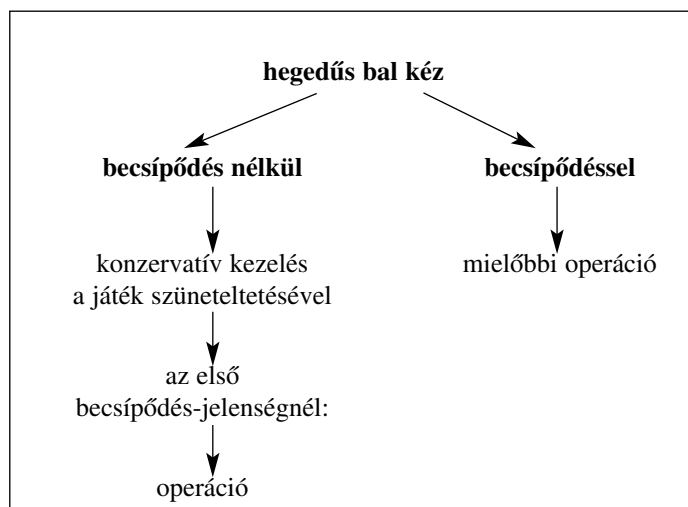 hegedűs bal kéz
becsípődés nélkül
becsípődéssel
konzervatív kezelés
a játék szüneteltetésével
mielőbbi operáció
az első
becsípődés-jelenségnél:
operáció